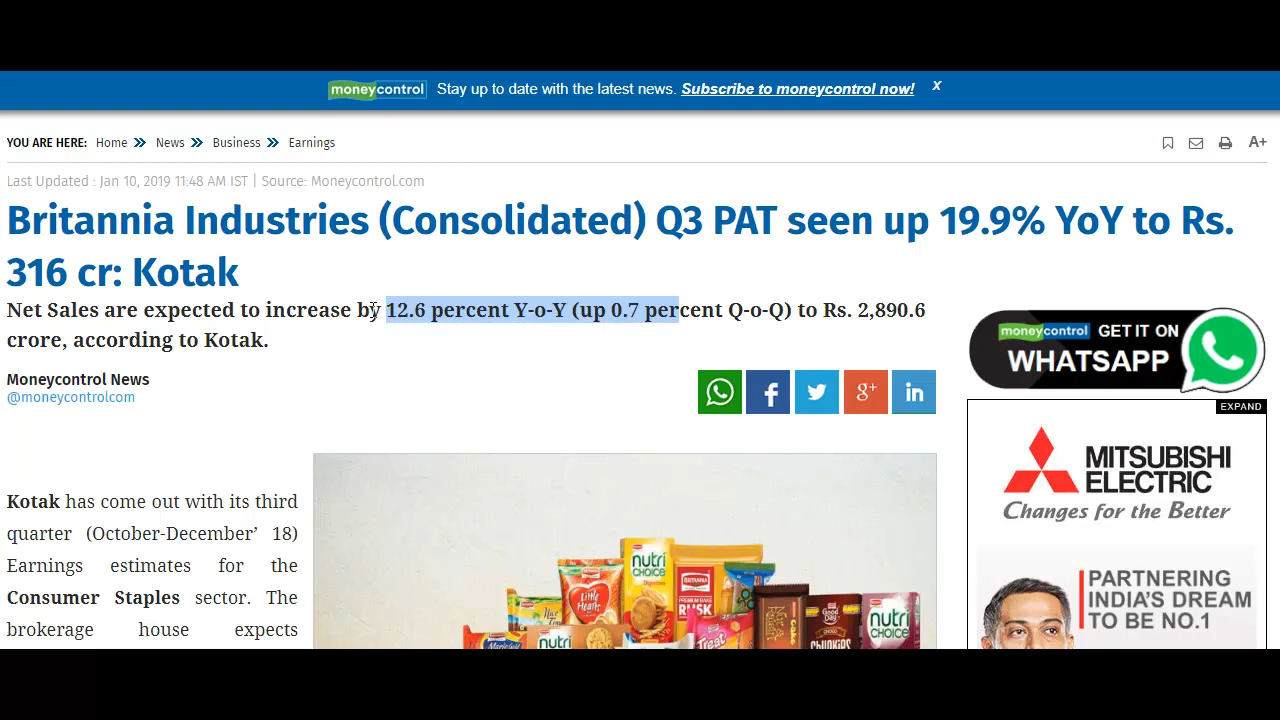 moneycontrol Stay up to date with the latest news. Subscribe to moneycontrol now! X
YOU ARE HERE: Home News Business Earnings
A+
Last Updated : Jan 10, 2019 11:48 AM IST | Source: Moneycontrol.com
Britannia Industries (Consolidated) Q3 PAT seen up 19.9% YoY to Rs.
316 cr: Kotak
Net Sales are expected to increase by 12.6 percent Y-o-Y (up 0.7 percent Q-o-Q) to Rs. 2,890.6
crore, according to Kotak.
Moneycontrol News
@moneycontrolcom
f g+ in
Kotak has come out with its third
quarter (October-December' 18)
Earnings estimates for the
Consumer Staples sector. The
brokerage house expects
nutri
CHOICE
Little
Hearts
BRITANNIA
PREMIUM BAKE
RUSK
Nice
Treat
Cake
Good
Day
CHOCO
Chunkies
nutri
CHOICE
nutri
moneycontrol GET IT ON
WHATSAPP
EXPAND
MITSUBISHI
ELECTRIC
Changes for the Better
PARTNERING
INDIA'S DREAM
TO BE NO.1